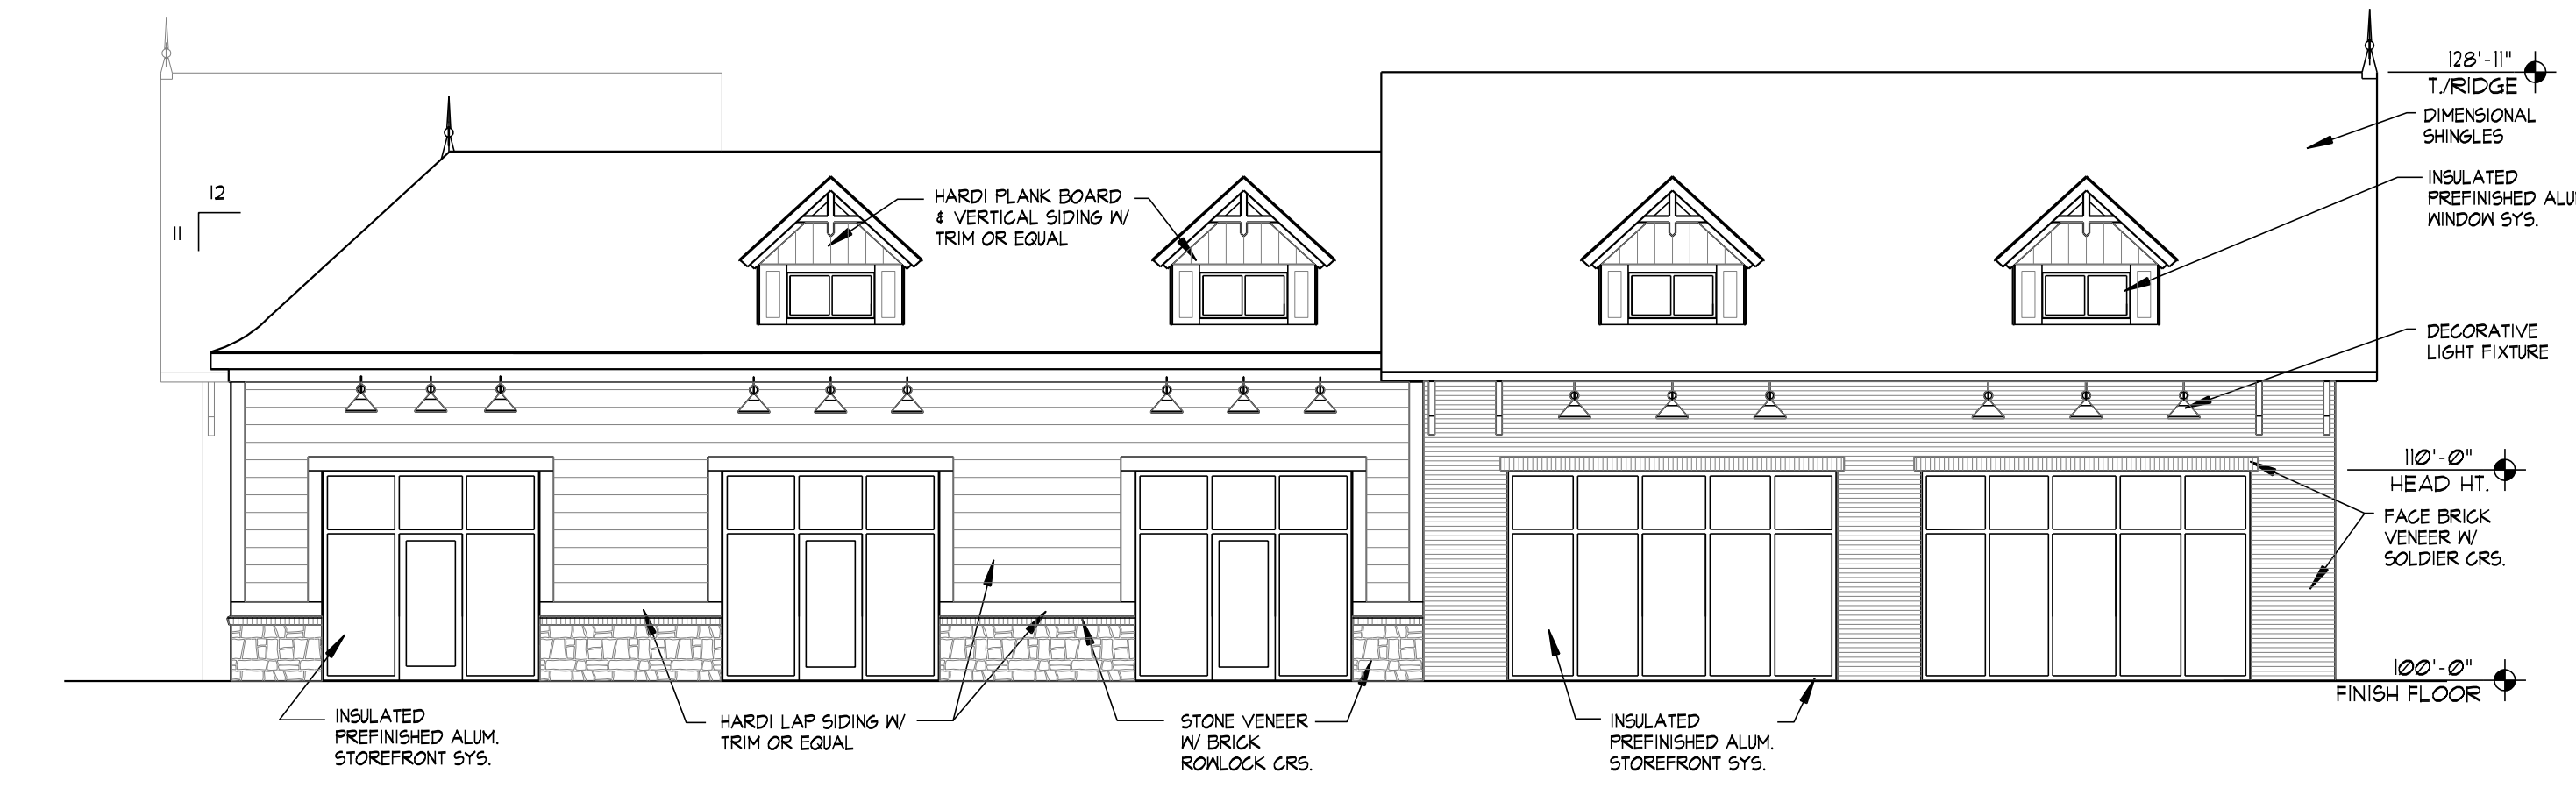 128'-11"
T./RIDGE
DIMENSIONAL
SHINGLES
12
11
HARDI PLANK BOARD
& VERTICAL SIDING W/
TRIM OR EQUAL
INSULATED
PREFINISHED
WINDOW SYS.
DECORATIVE
LIGHT FIXTURE
110'-0"
HEAD HT.
FACE BRICK
VENEER W/
SOLDIER CRS.
100'-0"
FINISH FLOOR
INSULATED
PREFINISHED ALUM.
STOREFRONT SYS.
HARDI LAP SIDING W/
TRIM OR EQUAL
STONE VENEER
W/ BRICK
ROWLOCK CRS.
INSULATED
PREFINISHED ALUM.
STOREFRONT SYS.